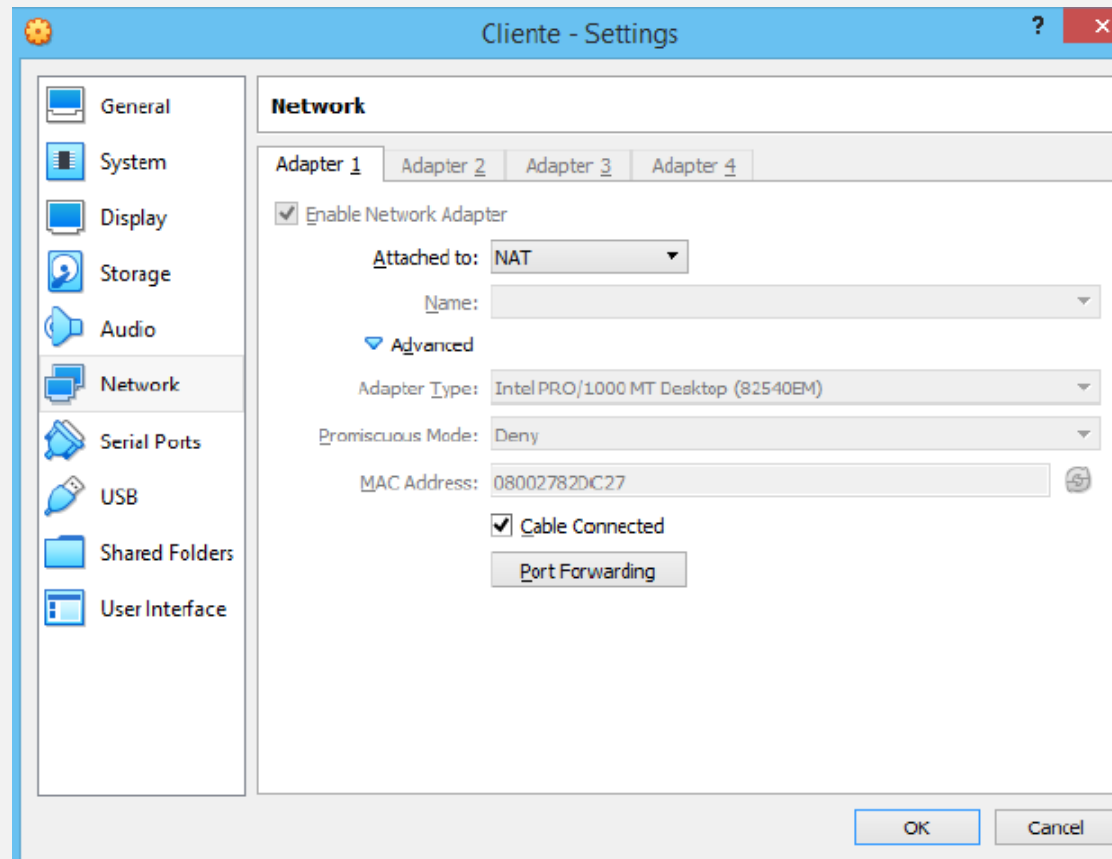 Cliente - Settings
?
General
System
Display
Storage
Audio
Network
Serial Ports
USB
Shared Folders
User Interface
Network
Adapter 1 Adapter 2 Adapter 3 Adapter 4
Enable Network Adapter
Attached to: NAT
Name:
Advanced
Adapter Type: Intel PRO/1000 MT Desktop (82540EM)
Promiscuous Mode: Deny
MAC Address: 08002782DC27
Cable Connected
Port Forwarding
OK Cancel